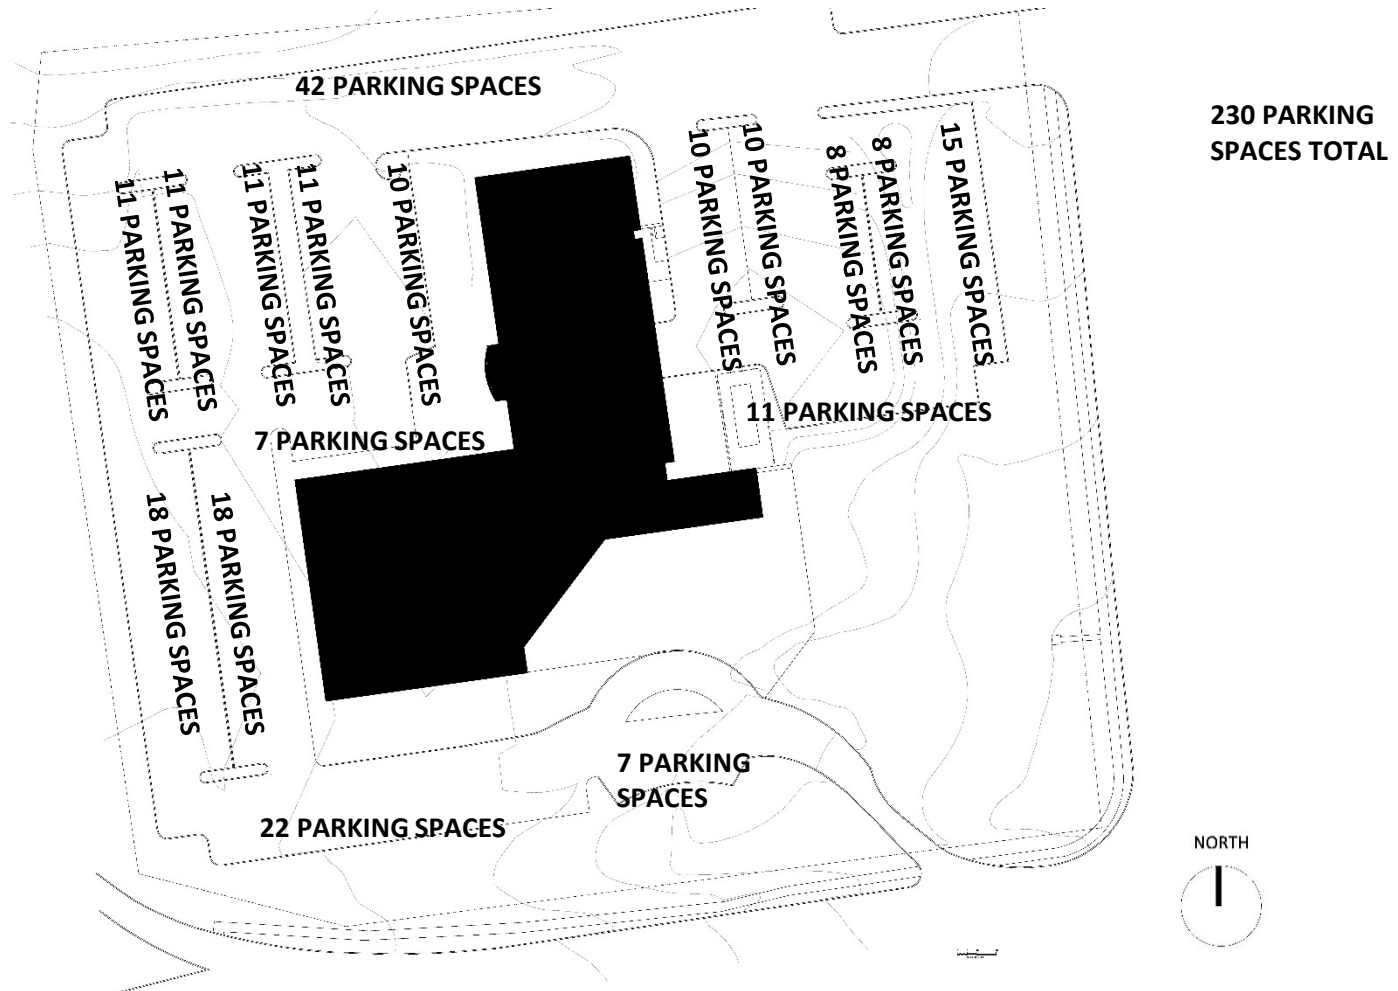 42 PARKING SPACES
230 PARKING
SPACES TOTAL
11 PARKING SPACES
11 PARKING SPACES
11 PARKING SPACES
11 PARKING SPACES
10 PARKING SPACES
10 PARKING SPACES
10 PARKING SPACES
8 PARKING SPACES
8 PARKING SPACES
15 PARKING SPACES
7 PARKING SPACES
11 PARKING SPACES
18 PARKING SPACES
18 PARKING SPACES
7 PARKING
SPACES
22 PARKING SPACES
NORTH